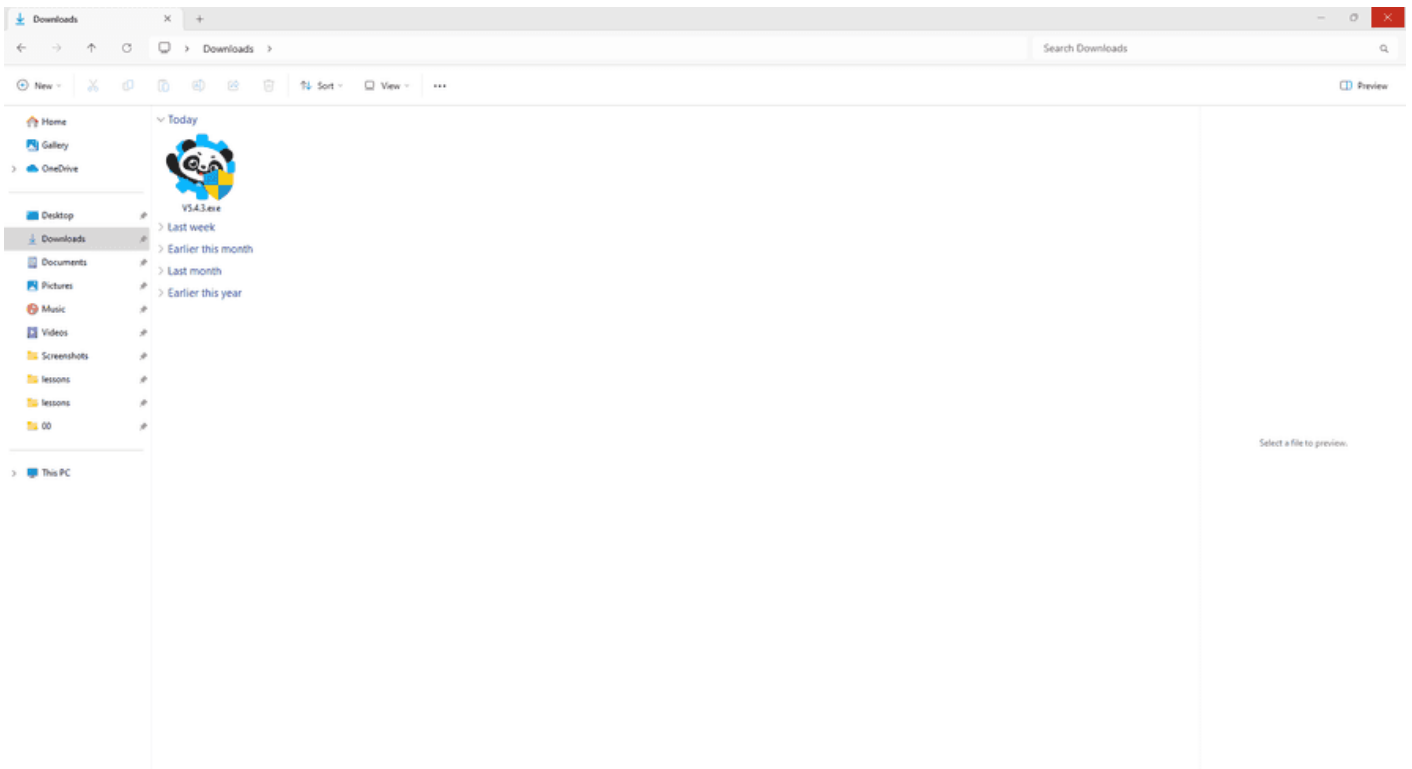 Downloads
Downloads
Search Downloads
New
Sort
View
Preview
Home
Gallery
OneDrive
Desktop
Downloads
Documents
Pictures
Music
Videos
Screenshots
lessons
lessons
00
This PC
Today
V5.4.3.exe
Last week
Earlier this month
Last month
Earlier this year
Select a file to preview.